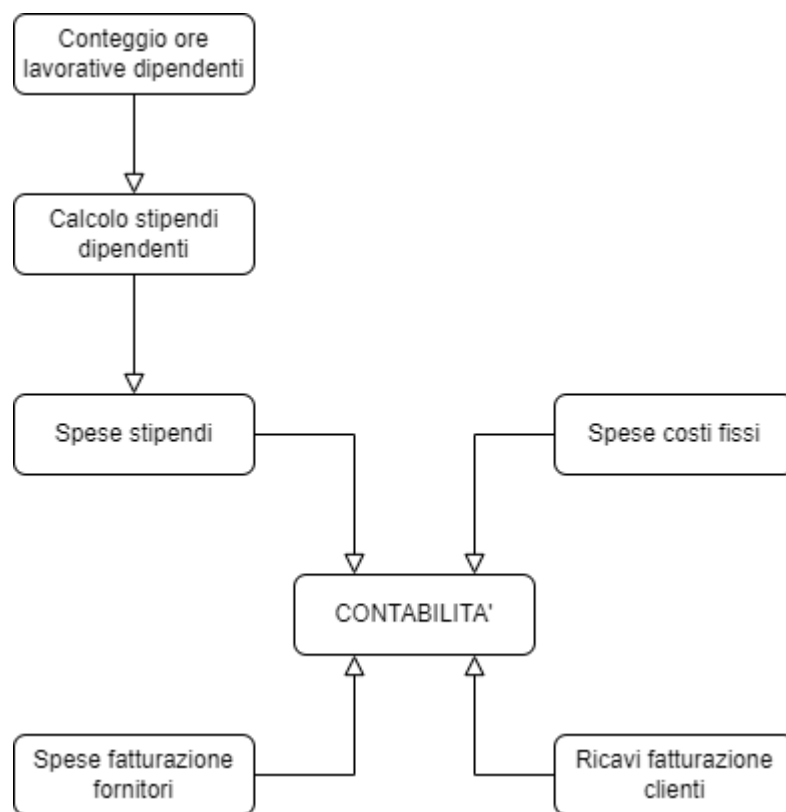 Conteggio ore
lavorative dipendenti
Calcolo stipendi
dipendenti
Spese stipendi
Spese costi fissi
CONTABILITA'
Spese fatturazione
fornitori
Ricavi fatturazione
clienti